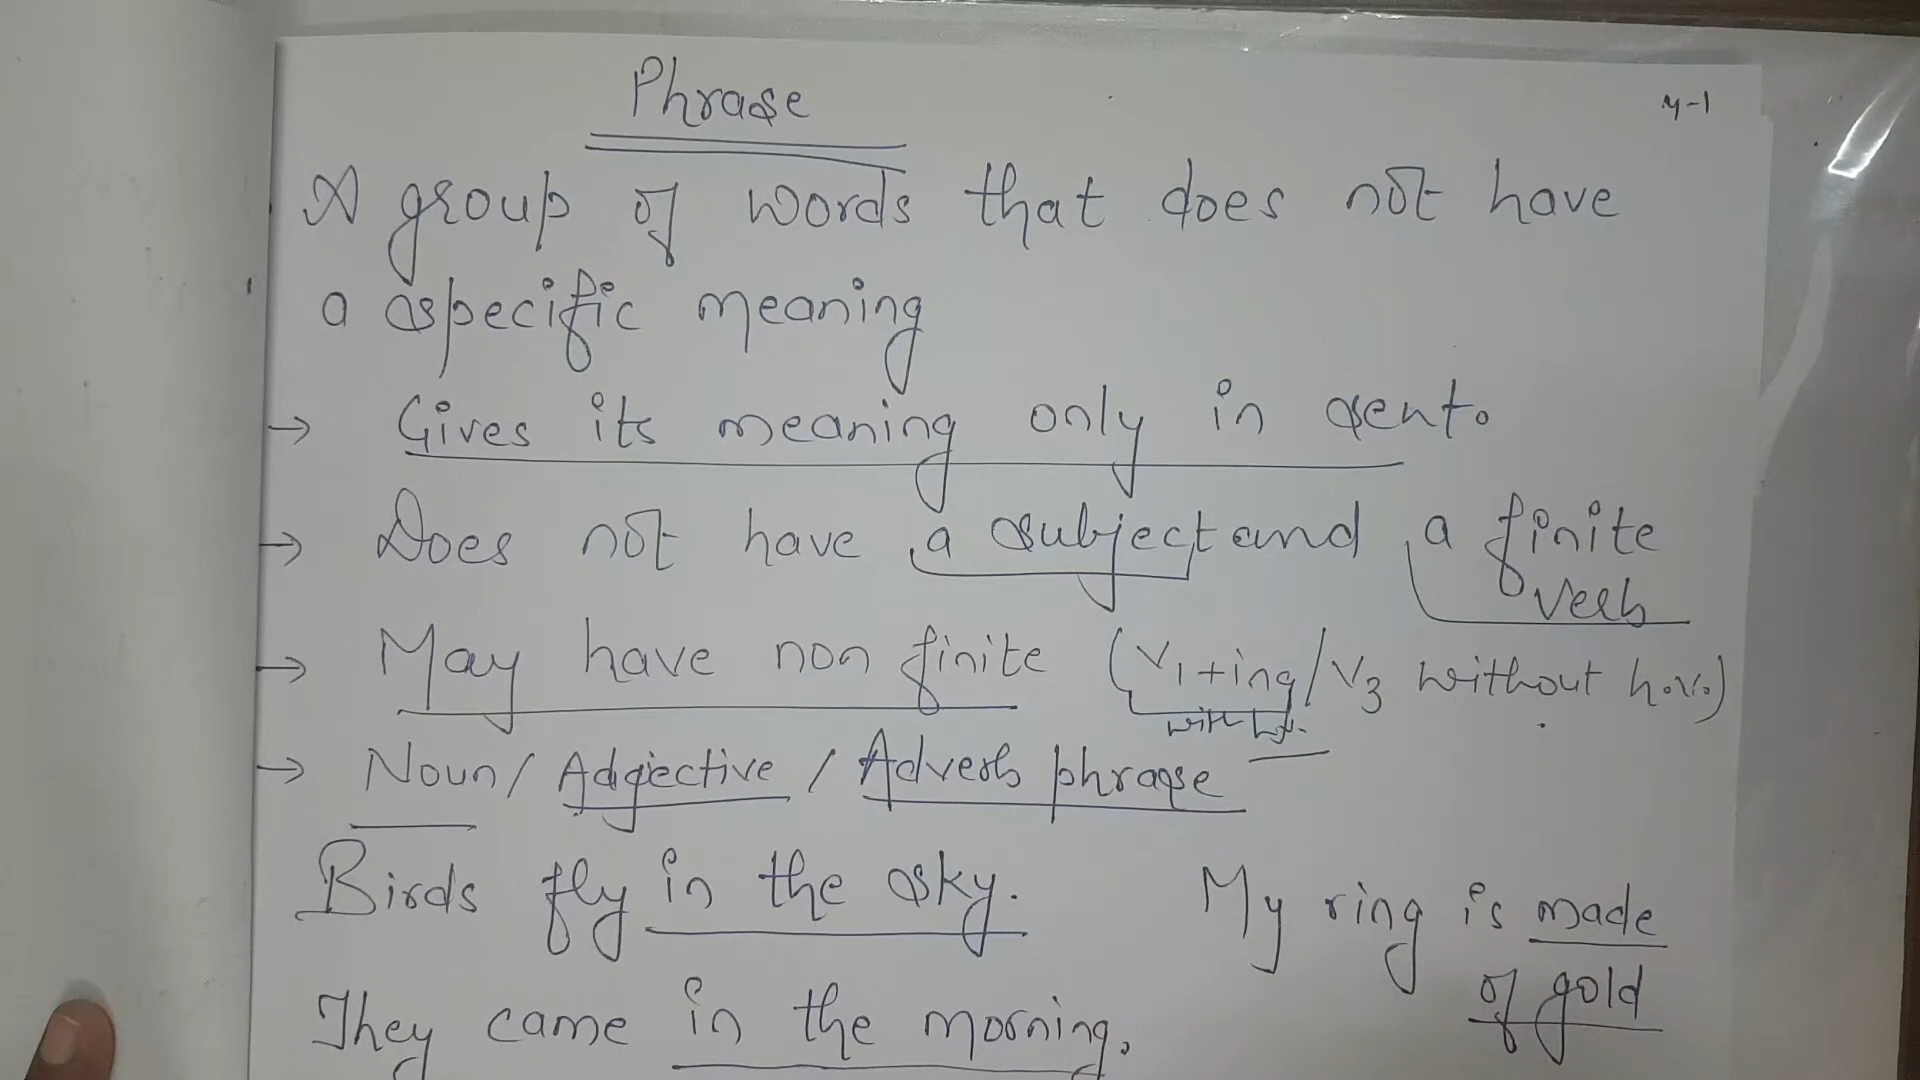 Phrase
A group of words that does not have
a specific meaning
→ Gives its meaning only in sent.
→ Does not have a subject and a finite
verb
→ May have non finite (V1+ing/V3 without h.v.)
with
→ Noun / Adjective / Adverb phrase
Birds fly in the sky.
My ring is made
of gold
They came in the morning.